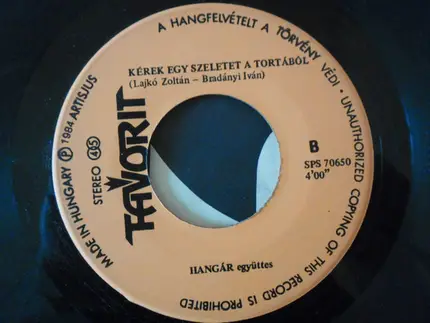 A HANGFELVÉTELT A TÖRVÉNY VÉDI · UNAUTHORIZED COPYING OF THIS RECORD IS PROHIBITED
MADE IN HUNGARY Ⓟ 1984 ARTISJUS
STEREO 49S
FAVORIT
KÉREK EGY SZELETET A TORTÁBÓL
(Lajkó Zoltán – Bradányi Iván)
B
SPS 70650
4'00"
HANGÁR együttes